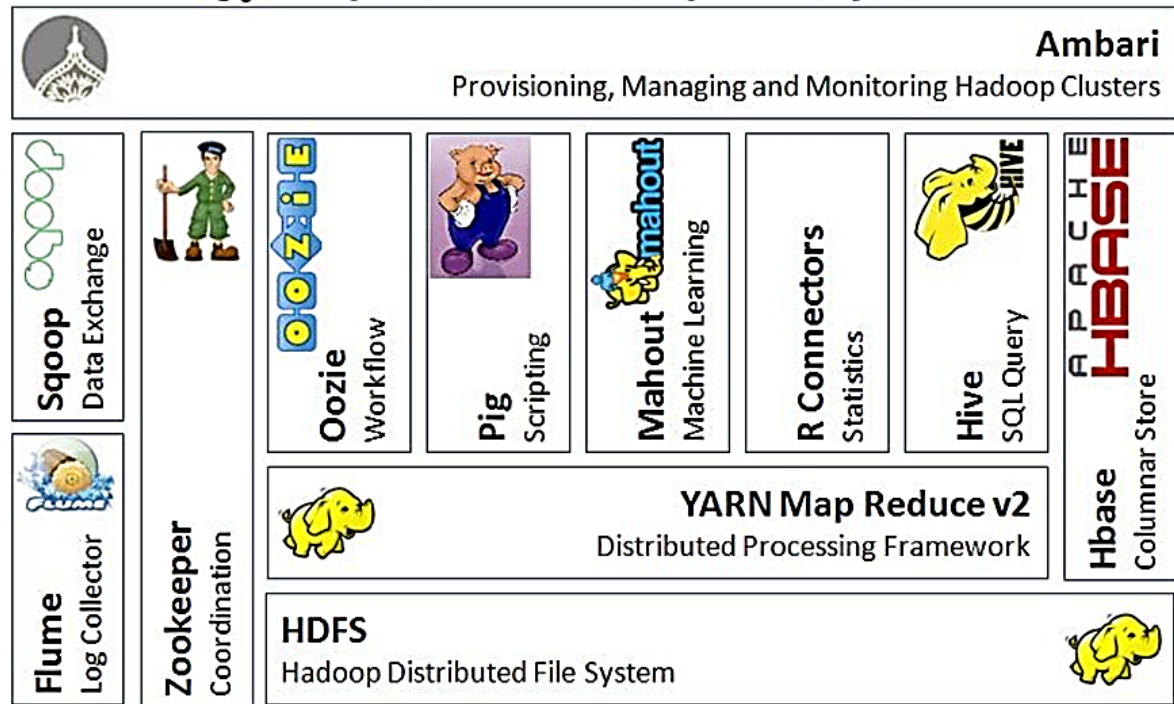 Ambari
Provisioning, Managing and Monitoring Hadoop Clusters
sqoop
Sqoop
Data Exchange
FLUME
Flume
Log Collector
Zookeeper
Coordination
OOZiE
Oozie
Workflow
Pig
Scripting
mahout
Mahout
Machine Learning
R Connectors
Statistics
HIVE
Hive
SQL Query
APACHE
HBASE
Hbase
Columnar Store
YARN Map Reduce v2
Distributed Processing Framework
HDFS
Hadoop Distributed File System